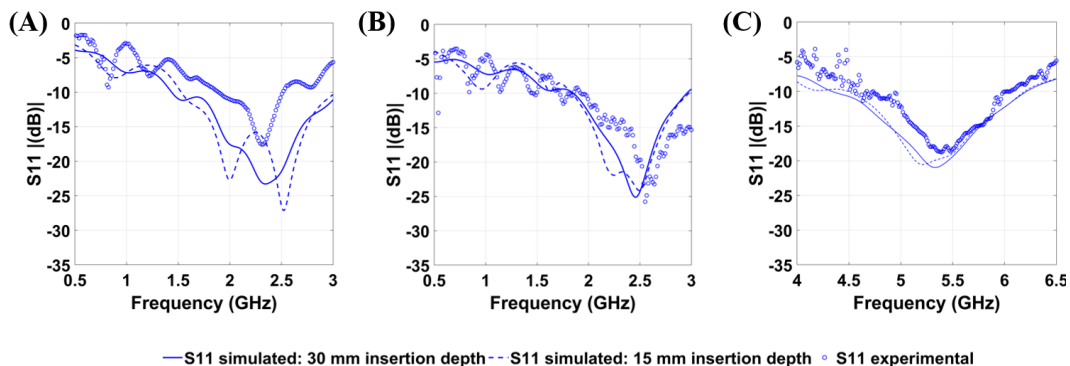 (A)
0
-5
-10
-15
-20
-25
-30
-35
S11 |(dB)|
0.5 1 1.5 2 2.5 3
Frequency (GHz)
(B)
0
-5
-10
-15
-20
-25
-30
-35
S11 |(dB)|
0.5 1 1.5 2 2.5 3
Frequency (GHz)
(C)
0
-5
-10
-15
-20
-25
-30
-35
S11 |(dB)|
4 4.5 5 5.5 6 6.5
Frequency (GHz)
S11 simulated: 30 mm insertion depth S11 simulated: 15 mm insertion depth S11 experimental